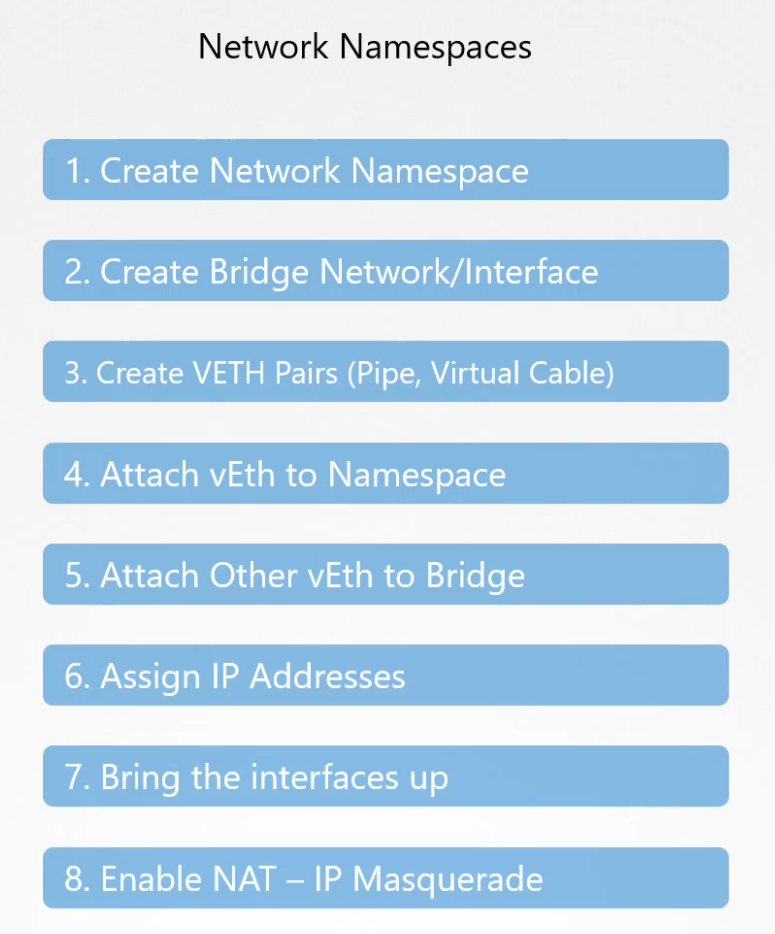 Network Namespaces
1. Create Network Namespace
2. Create Bridge Network/Interface
3. Create VETH Pairs (Pipe, Virtual Cable)
4. Attach vEth to Namespace
5. Attach Other vEth to Bridge
6. Assign IP Addresses
7. Bring the interfaces up
8. Enable NAT – IP Masquerade